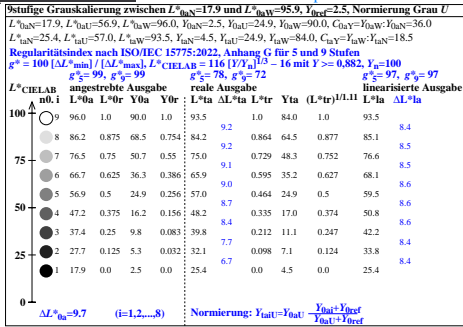 9stufige Grauskalierung zwischen L*0aN=17.9 und L*0aW=95.9, Y0ref=2.5, Normierung Grau U
L*0aN=17.9, L*0aU=56.9, L*0aW=96.0, Y0aN=2.5, Y0aU=24.9, Y0aW=90.0, C0aY=Y0aW:Y0aN=36.0
L*taN=25.4, L*taU=57.0, L*taW=93.5, YtaN=4.5, YtaU=24.9, YtaW=84.0, CtaY=YtaW:YtaN=18.5
Regularitätsindex nach ISO/IEC 15775:2022, Anhang G für 5 und 9 Stufen
g* = 100 [ΔL*min] / [ΔL*max], L*CIELAB = 116 [Y/Yn]1/3 − 16 mit Y >= 0,882, Yn=100
g*5= 99, g*9= 99 g*5= 78, g*9= 72 g*5= 97, g*9= 97
L*CIELAB angestrebte Ausgabe reale Ausgabe linearisierte Ausgabe
n0. i L*0a L*0r Y0a Y0r L*ta ΔL*ta L*tr Yta (L*tr)1/1.11 L*la ΔL*la
9 96.0 1.0 90.0 1.0 93.5 1.0 84.0 1.0 93.5
100
9.2 8.4
8 86.2 0.875 68.5 0.754 84.2 0.864 64.5 0.877 85.1
9.2 8.5
75
7 76.5 0.75 50.7 0.55 75.0 0.729 48.3 0.752 76.6
9.1 8.5
6 66.7 0.625 36.3 0.386 65.9 0.595 35.2 0.627 68.1
9.0 8.6
50
5 56.9 0.5 24.9 0.256 57.0 0.464 24.9 0.5 59.5
8.7 8.6
4 47.2 0.375 16.2 0.156 48.2 0.335 17.0 0.374 50.8
8.4 8.6
3 37.4 0.25 9.8 0.083 39.8 0.212 11.1 0.247 42.2
7.7 8.4
25
2 27.7 0.125 5.3 0.032 32.1 0.098 7.1 0.124 33.8
6.7 8.4
1 17.9 0.0 2.5 0.0 25.4 0.0 4.5 0.0 25.4
0
ΔL*0a=9.7 (i=1,2,...,8) Normierung: YtaiU=Y0aU Y0ai+Y0ref
Y0aU+Y0ref